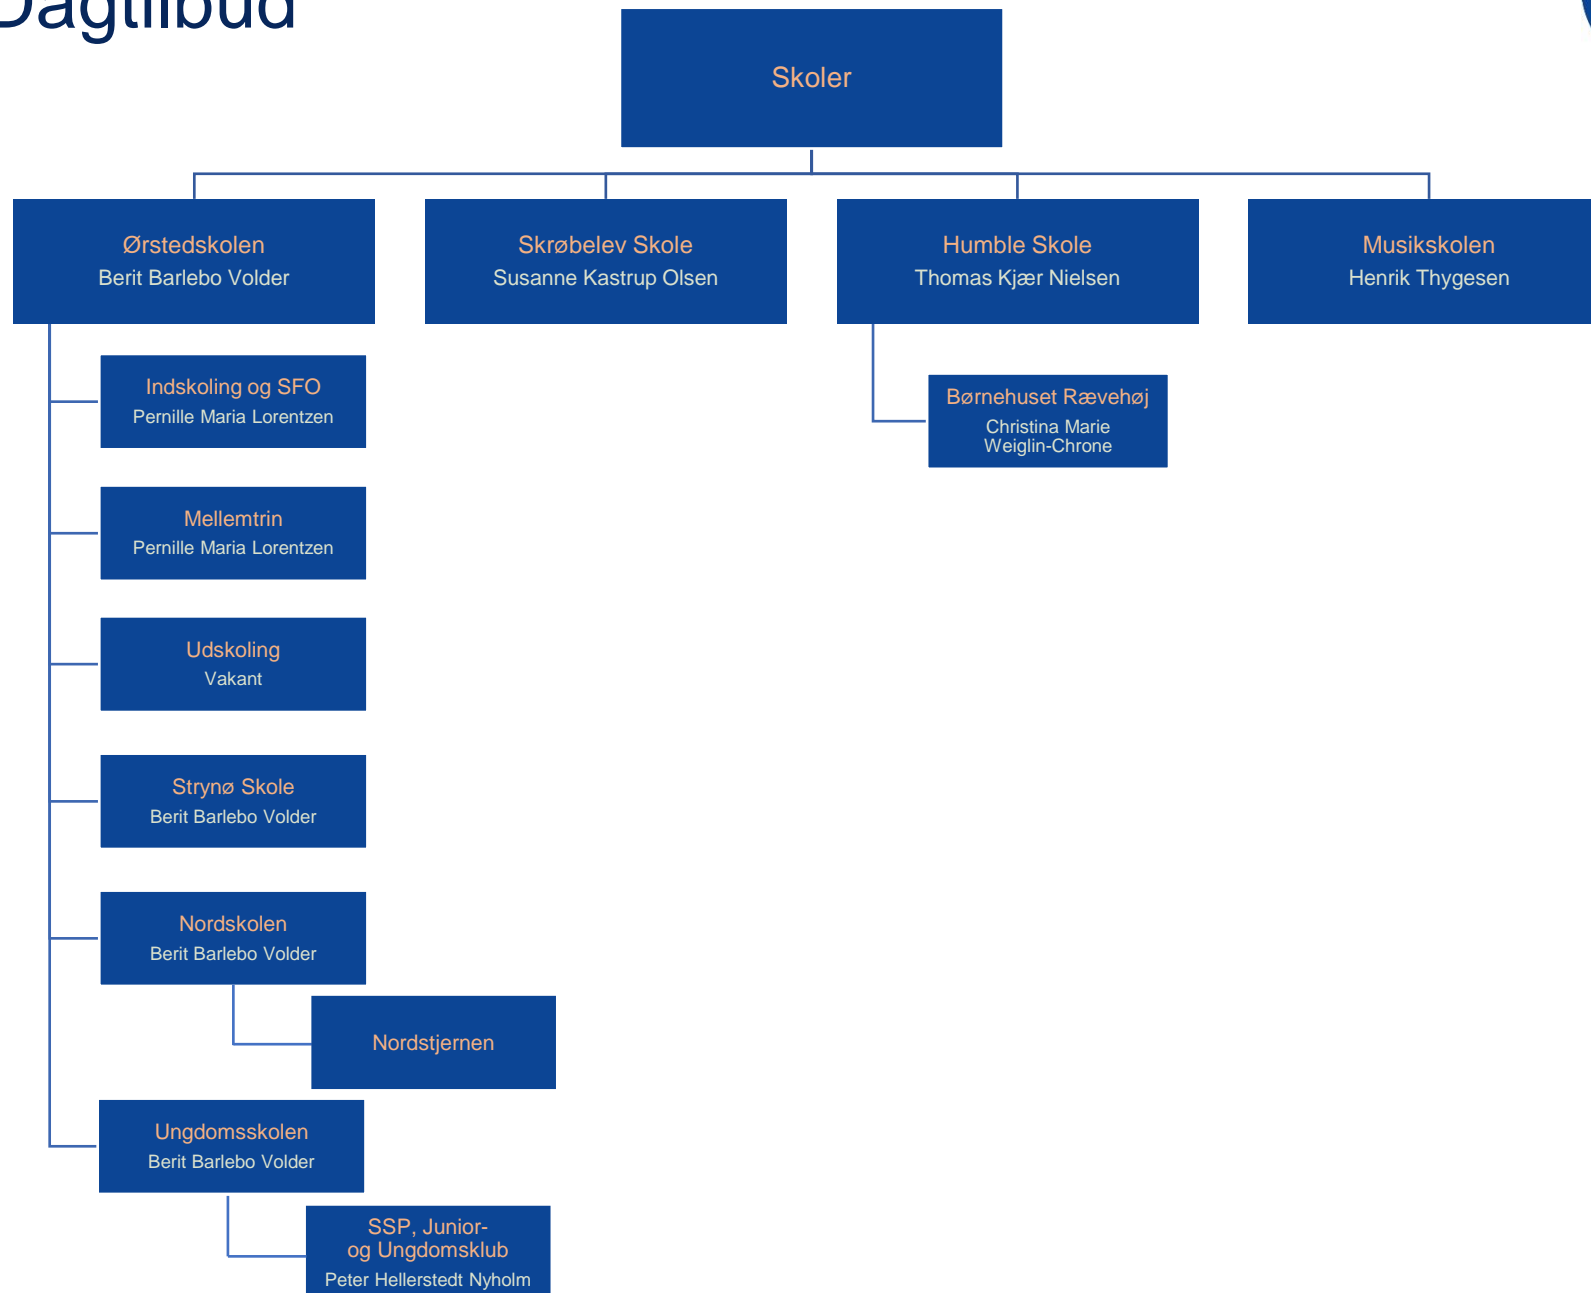 Dagtilbud
Skoler
Ørstedskolen
Berit Barlebo Volder
Skrøbelev Skole
Susanne Kastrup Olsen
Humble Skole
Thomas Kjær Nielsen
Musikskolen
Henrik Thygesen
Indskoling og SFO
Pernille Maria Lorentzen
Børnehuset Rævehøj
Christina Marie
Weiglin-Chrone
Mellemtrin
Pernille Maria Lorentzen
Udskoling
Vakant
Strynø Skole
Berit Barlebo Volder
Nordskolen
Berit Barlebo Volder
Nordstjernen
Ungdomsskolen
Berit Barlebo Volder
SSP, Junior-
og Ungdomsklub
Peter Hellerstedt Nyholm